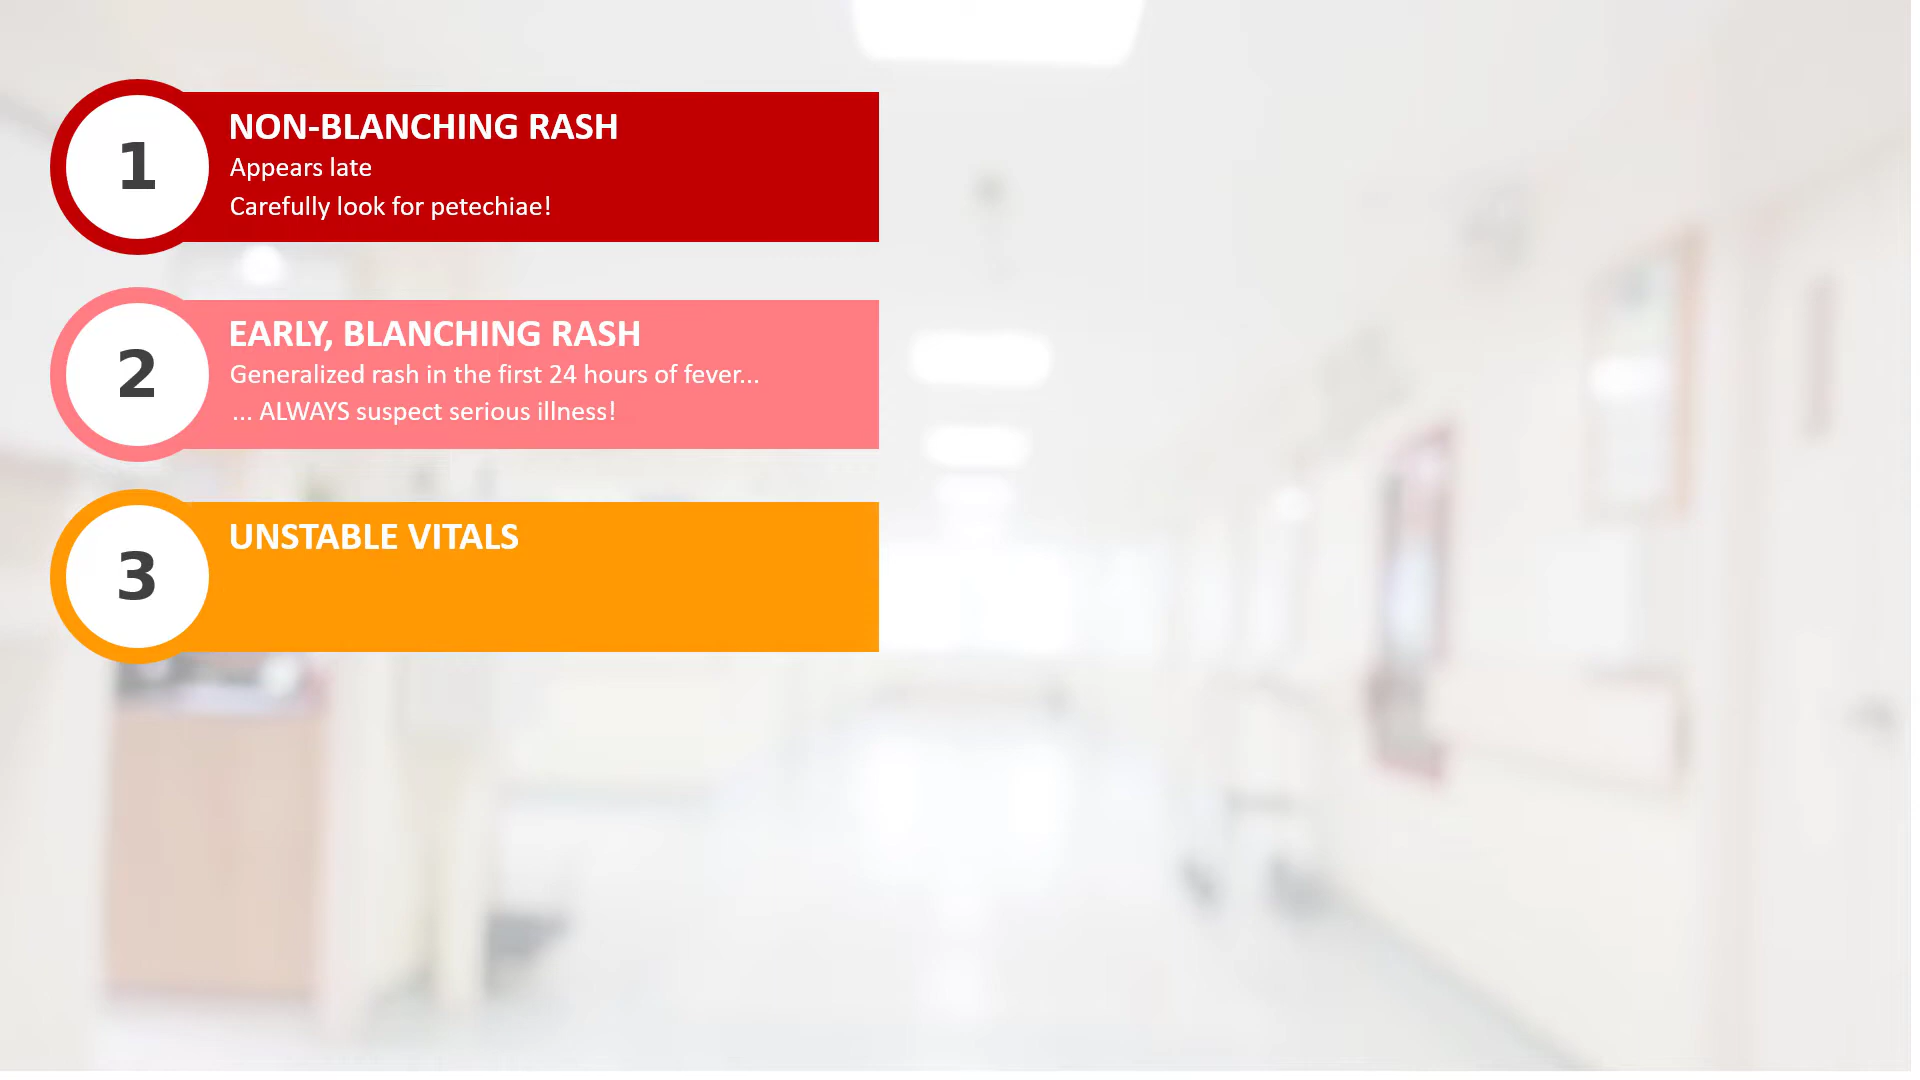 1
NON-BLANCHING RASH
Appears late
Carefully look for petechiae!
2
EARLY, BLANCHING RASH
Generalized rash in the first 24 hours of fever...
... ALWAYS suspect serious illness!
3
UNSTABLE VITALS